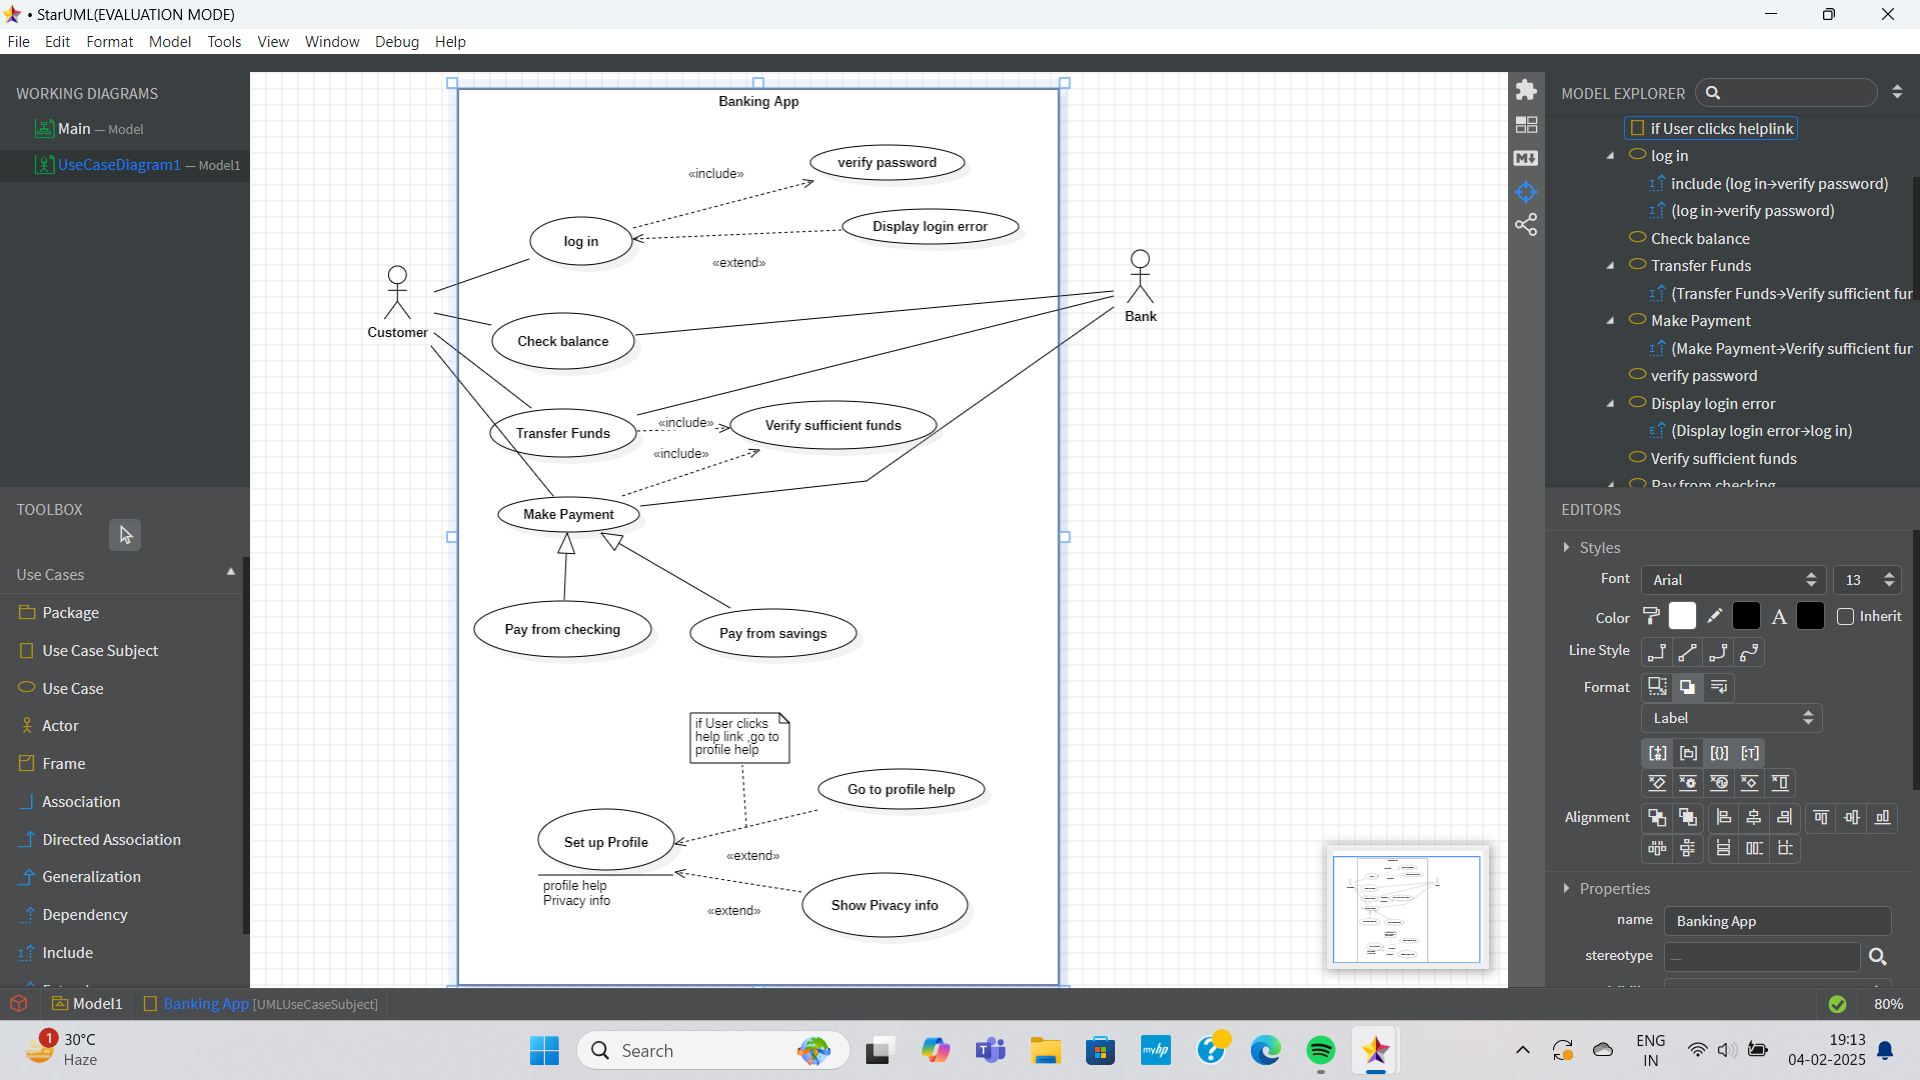 • StarUML(EVALUATION MODE)
File Edit Format Model Tools View Window Debug Help
WORKING DIAGRAMS
Main — Model
UseCaseDiagram1 — Model1
TOOLBOX
Use Cases
Package
Use Case Subject
Use Case
Actor
Frame
Association
Directed Association
Generalization
Dependency
Include
Banking App
verify password
«include»
Display login error
log in
«extend»
Customer
Bank
Check balance
Transfer Funds
«include»
Verify sufficient funds
«include»
Make Payment
Pay from checking
Pay from savings
if User clicks
help link ,go to
profile help
Go to profile help
Set up Profile
«extend»
profile help
Privacy info
Show Pivacy info
«extend»
MODEL EXPLORER
if User clicks helplink
log in
include (log in→verify password)
(log in→verify password)
Check balance
Transfer Funds
(Transfer Funds→Verify sufficient fur
Make Payment
(Make Payment→Verify sufficient fur
verify password
Display login error
(Display login error→log in)
Verify sufficient funds
Pay from checking
EDITORS
Styles
Font Arial 13
Color A Inherit
Line Style
Format
Label
Alignment
Properties
name Banking App
stereotype —
Model1 Banking App [UMLUseCaseSubject] 80%
1 30°C
Haze
Search
myhp
ENG
IN
19:13
04-02-2025